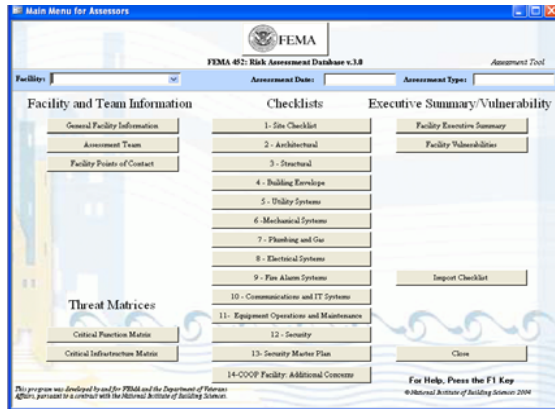 Main Menu for Assessors
FEMA
FEMA 452: Risk Assessment Database v.3.0
Assessment Tool
Facility:
Assessment Date:
Assessment Type:
Facility and Team Information
General Facility Information
Assessment Team
Facility Points of Contact
Threat Matrices
Critical Function Matrix
Critical Infrastructure Matrix
Checklists
1- Site Checklist
2 - Architectural
3 - Structural
4 - Building Envelope
5 - Utility Systems
6 -Mechanical Systems
7 - Plumbing and Gas
8 - Electrical Systems
9 - Fire Alarm Systems
10 - Communications and IT Systems
11- Equipment Operations and Maintenance
12 - Security
13- Security Master Plan
14-COOP Facility: Additional Concerns
Executive Summary/Vulnerability
Facility Executive Summary
Facility Vulnerabilities
Import Checklist
Close
For Help, Press the F1 Key
This program was developed by and for FEMA and the Department of Veterans
Affairs, pursuant to a contract with the National Institute of Building Sciences.
© National Institute of Building Sciences 2004